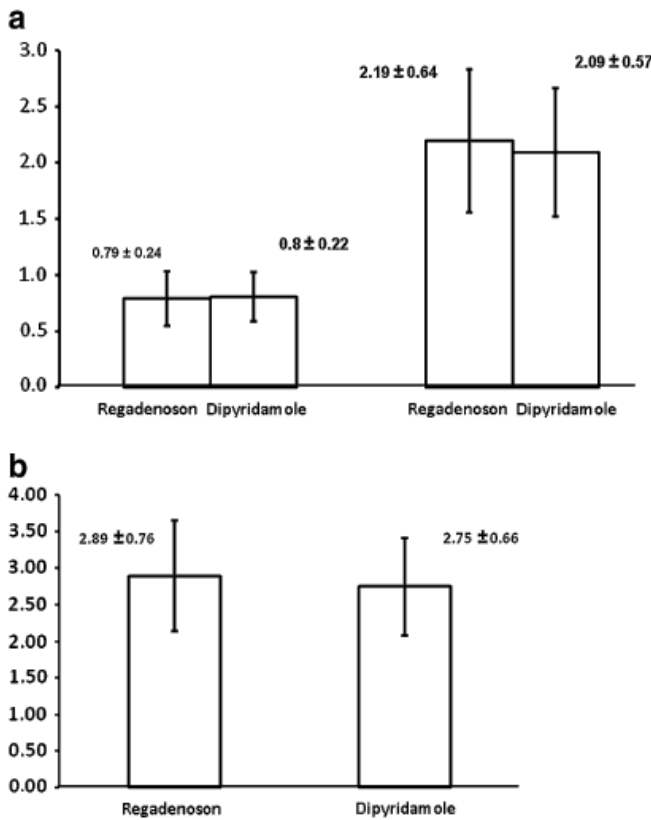 a
3.0
2.19 ± 0.64
2.09 ± 0.57
2.5
2.0
1.5
0.79 ± 0.24
0.8 ± 0.22
1.0
0.5
0.0
Regadenoson Dipyridamole
Regadenoson Dipyridamole
b
4.00
3.50
2.89 ± 0.76
2.75 ± 0.66
3.00
2.50
2.00
1.50
1.00
0.50
0.00
Regadenoson
Dipyridamole